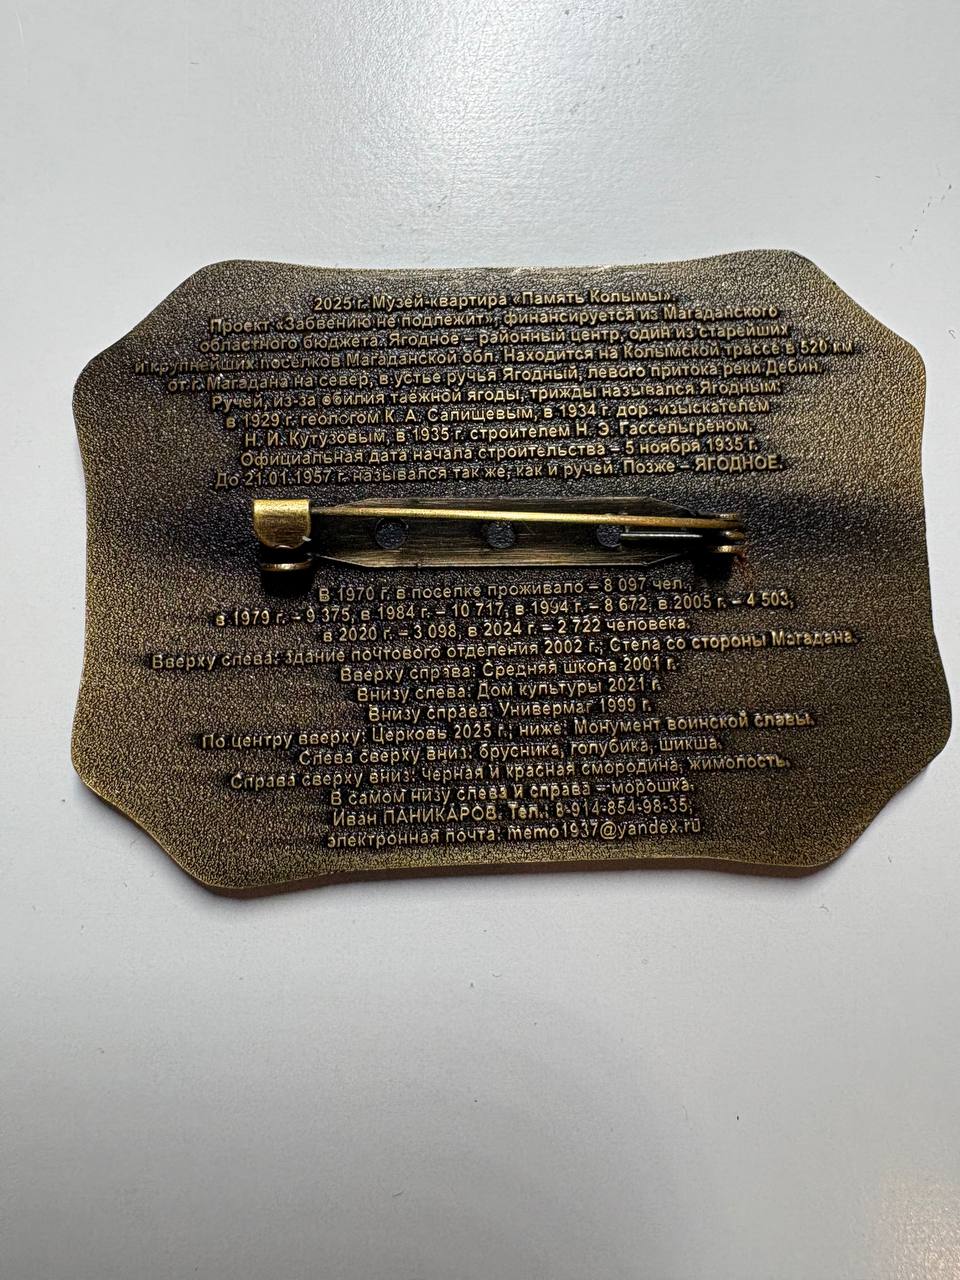 2025 г. Музей-квартира «Память Колымы».
Проект «Забвению не подлежит», финансируется из Магаданского
областного бюджета. Ягодное – районный центр, один из старейших
и крупнейших посёлков Магаданской обл. Находится на Колымской трассе в 520 км
от г. Магадана на север, в устье ручья Ягодный, левого притока реки Дебин.
Ручей, из-за обилия таёжной ягоды, трижды назывался Ягодным:
в 1929 г. геологом К. А. Салищевым, в 1934 г. дор.-изыскателем
Н. И. Кутузовым, в 1935 г. строителем Н. Э. Гассельгреном.
Официальная дата начала строительства – 5 ноября 1935 г.
До 21.01.1957 г. назывался так же, как и ручей. Позже – ЯГОДНОЕ.
В 1970 г. в поселке проживало – 8 097 чел.,
в 1979 г. – 9 375, в 1984 г. – 10 717, в 1994 г. – 8 672, в 2005 г. – 4 503,
в 2020 г. – 3 098, в 2024 г. – 2 722 человека.
Вверху слева: здание почтового отделения 2002 г.; Стела со стороны Магадана.
Вверху справа: Средняя школа 2001 г.
Внизу слева: Дом культуры 2021 г.
Внизу справа: Универмаг 1999 г.
По центру вверху: Церковь 2025 г.; ниже: Монумент воинской славы.
Слева сверху вниз: брусника, голубика, шикша.
Справа сверху вниз: чёрная и красная смородина, жимолость.
В самом низу слева и справа – морошка.
Иван ПАНИКАРОВ. Тел.: 8-914-854-98-35;
электронная почта: memo1937@yandex.ru